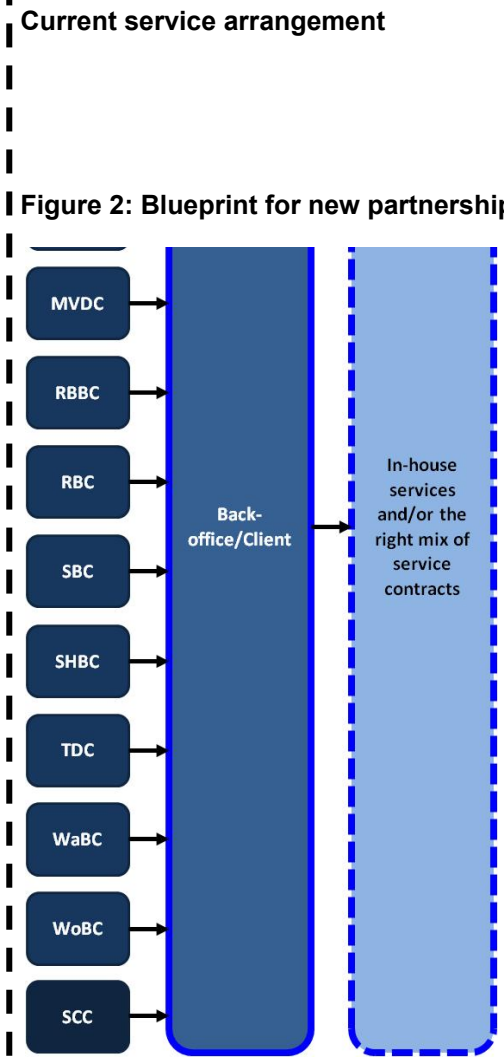 Current service arrangement
Figure 2: Blueprint for new partnership
MVDC
RBBC
RBC
SBC
SHBC
TDC
WaBC
WoBC
SCC
Back-
office/Client
In-house
services
and/or the
right mix of
service
contracts